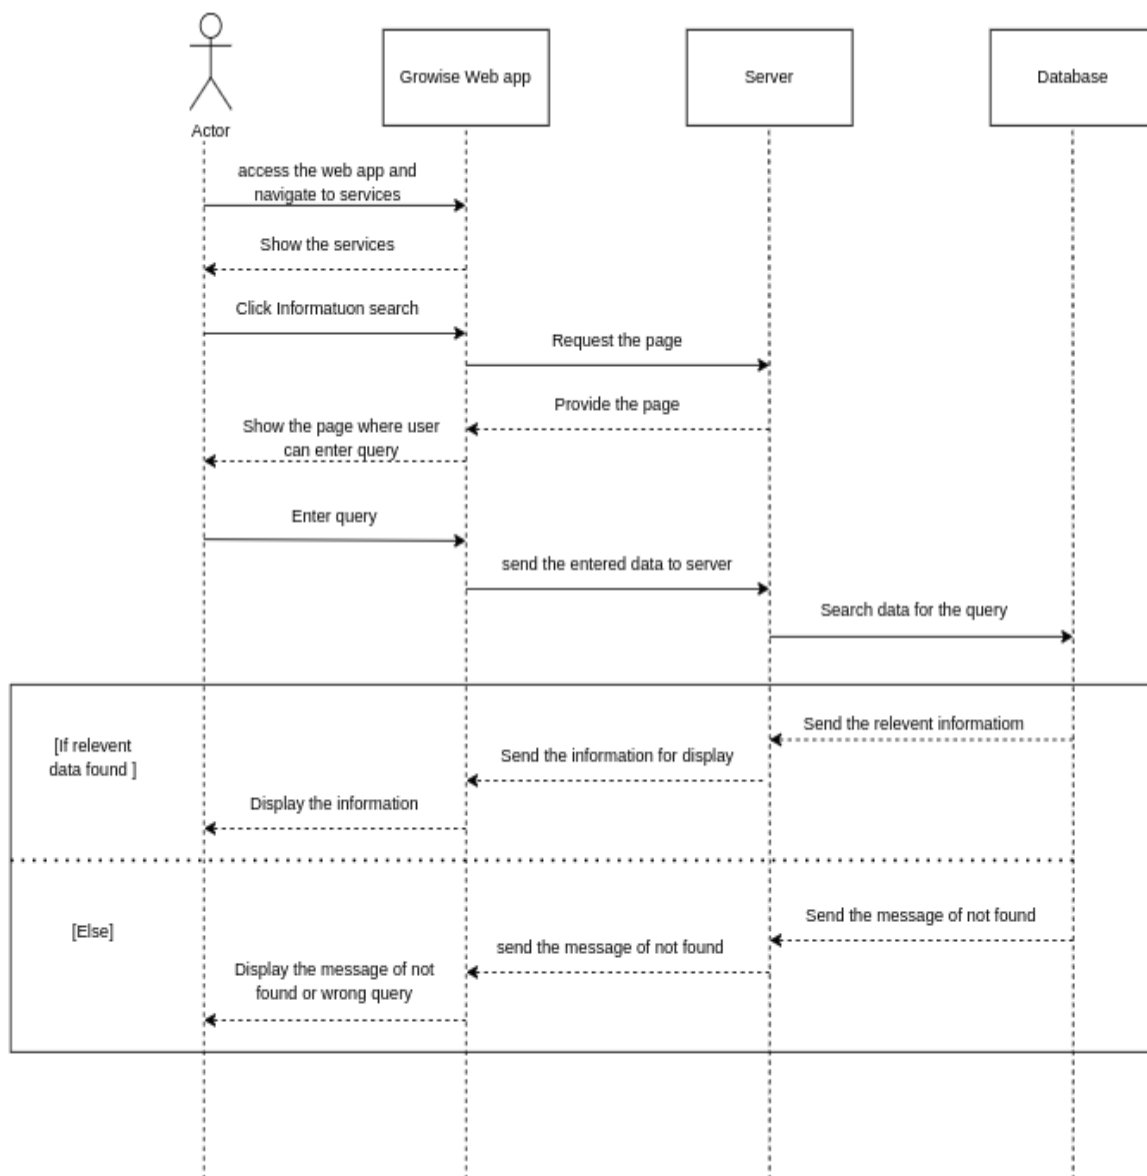 Growise Web app
Server
Database
Actor
access the web app and
navigate to services
Show the services
Click Informatuon search
Request the page
Provide the page
Show the page where user
can enter query
Enter query
send the entered data to server
Search data for the query
[If relevent
data found ]
Send the relevent informatiom
Send the information for display
Display the information
[Else]
Send the message of not found
send the message of not found
Display the message of not
found or wrong query